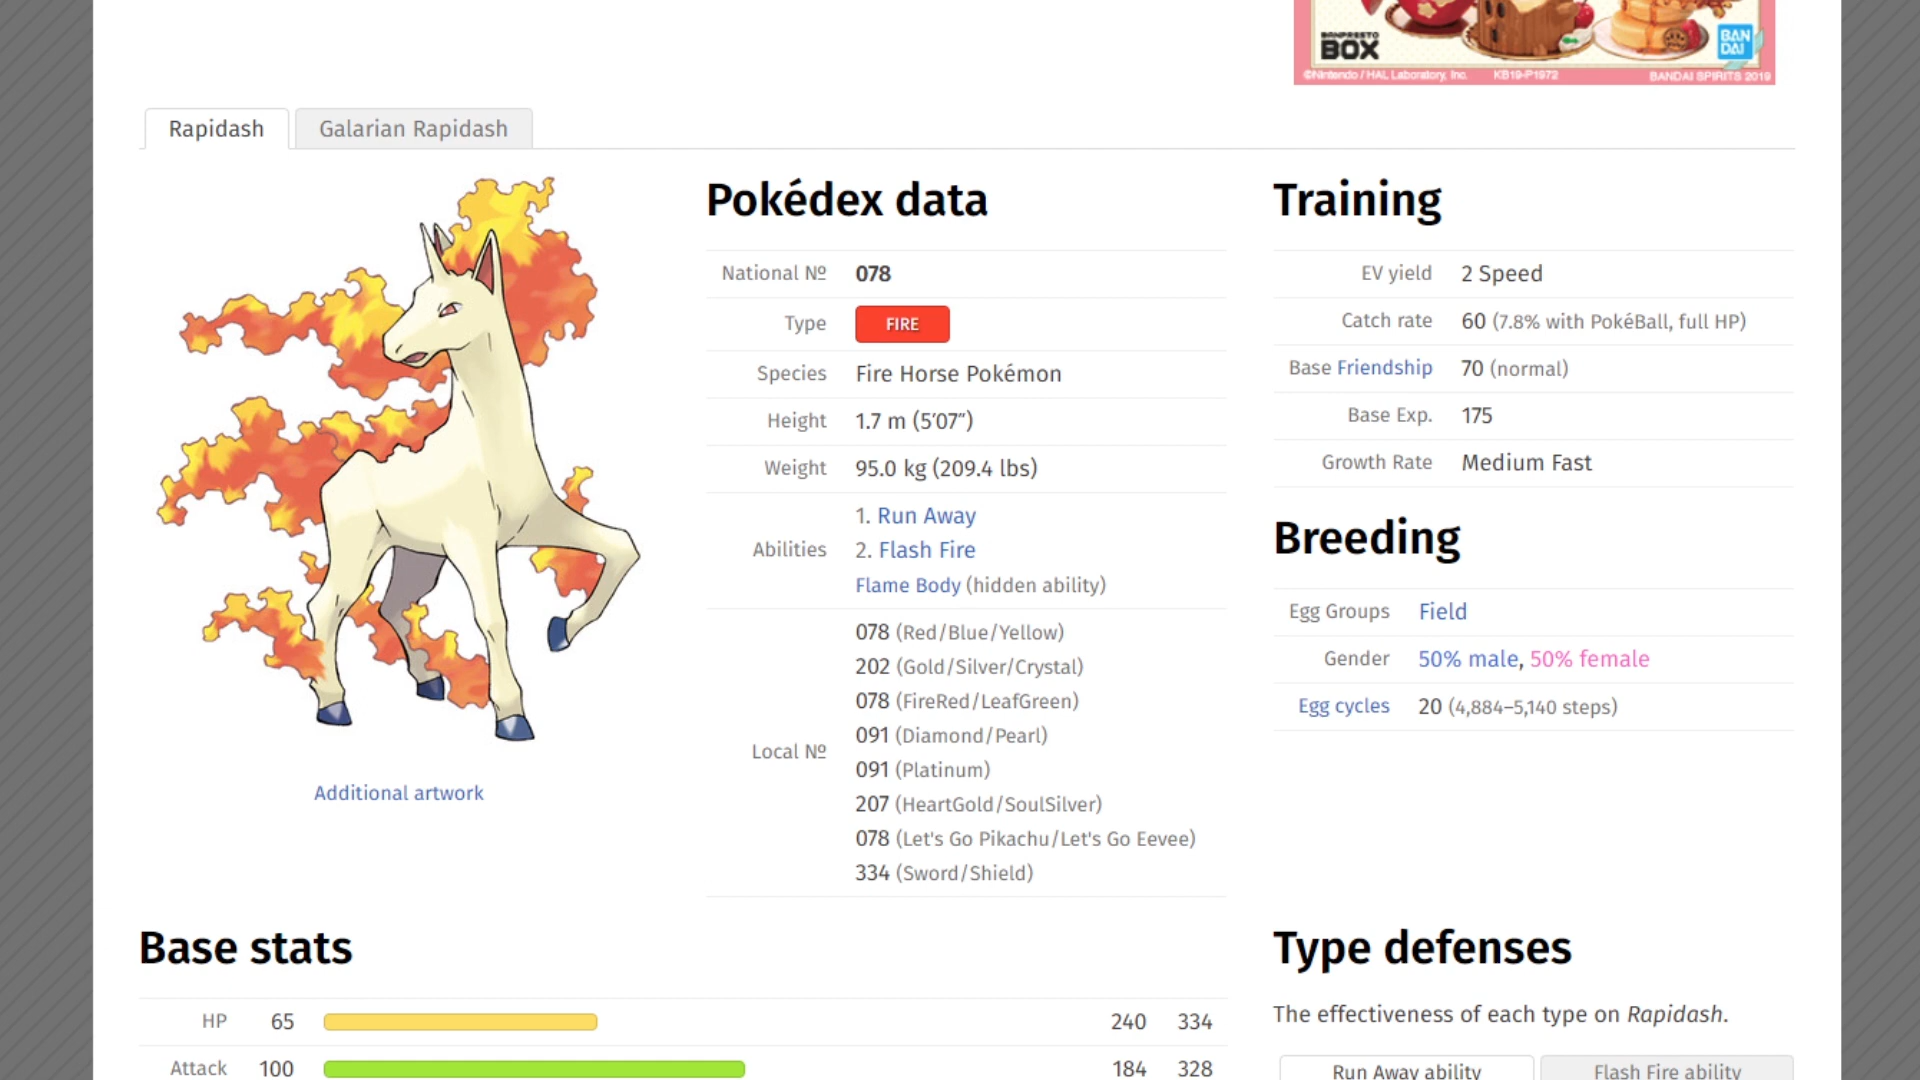 BANPRESTO
BOX
BAN
DAI
©Nintendo / HAL Laboratory, Inc. KB19-P1972 BANDAI SPIRITS 2019
Rapidash
Galarian Rapidash
Additional artwork
Pokédex data
National № 078
Type FIRE
Species Fire Horse Pokémon
Height 1.7 m (5′07″)
Weight 95.0 kg (209.4 lbs)
Abilities
1. Run Away
2. Flash Fire
Flame Body (hidden ability)
Local №
078 (Red/Blue/Yellow)
202 (Gold/Silver/Crystal)
078 (FireRed/LeafGreen)
091 (Diamond/Pearl)
091 (Platinum)
207 (HeartGold/SoulSilver)
078 (Let's Go Pikachu/Let's Go Eevee)
334 (Sword/Shield)
Training
EV yield 2 Speed
Catch rate 60 (7.8% with PokéBall, full HP)
Base Friendship 70 (normal)
Base Exp. 175
Growth Rate Medium Fast
Breeding
Egg Groups Field
Gender 50% male, 50% female
Egg cycles 20 (4,884–5,140 steps)
Base stats
HP 65 240 334
Attack 100 184 328
Type defenses
The effectiveness of each type on Rapidash.
Run Away ability
Flash Fire ability